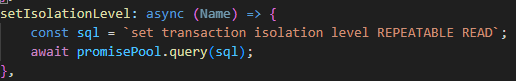 setIsolationLevel: async (Name) => {
const sql = `set transaction isolation level REPEATABLE READ`;
await promisePool.query(sql);
},